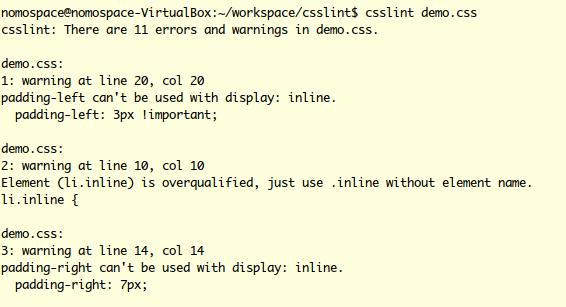 nomospace@nomospace-VirtualBox:~/workspace/csslint$ csslint demo.css
csslint: There are 11 errors and warnings in demo.css.
demo.css:
1: warning at line 20, col 20
padding-left can't be used with display: inline.
padding-left: 3px !important;
demo.css:
2: warning at line 10, col 10
Element (li.inline) is overqualified, just use .inline without element name.
li.inline {
demo.css:
3: warning at line 14, col 14
padding-right can't be used with display: inline.
padding-right: 7px;